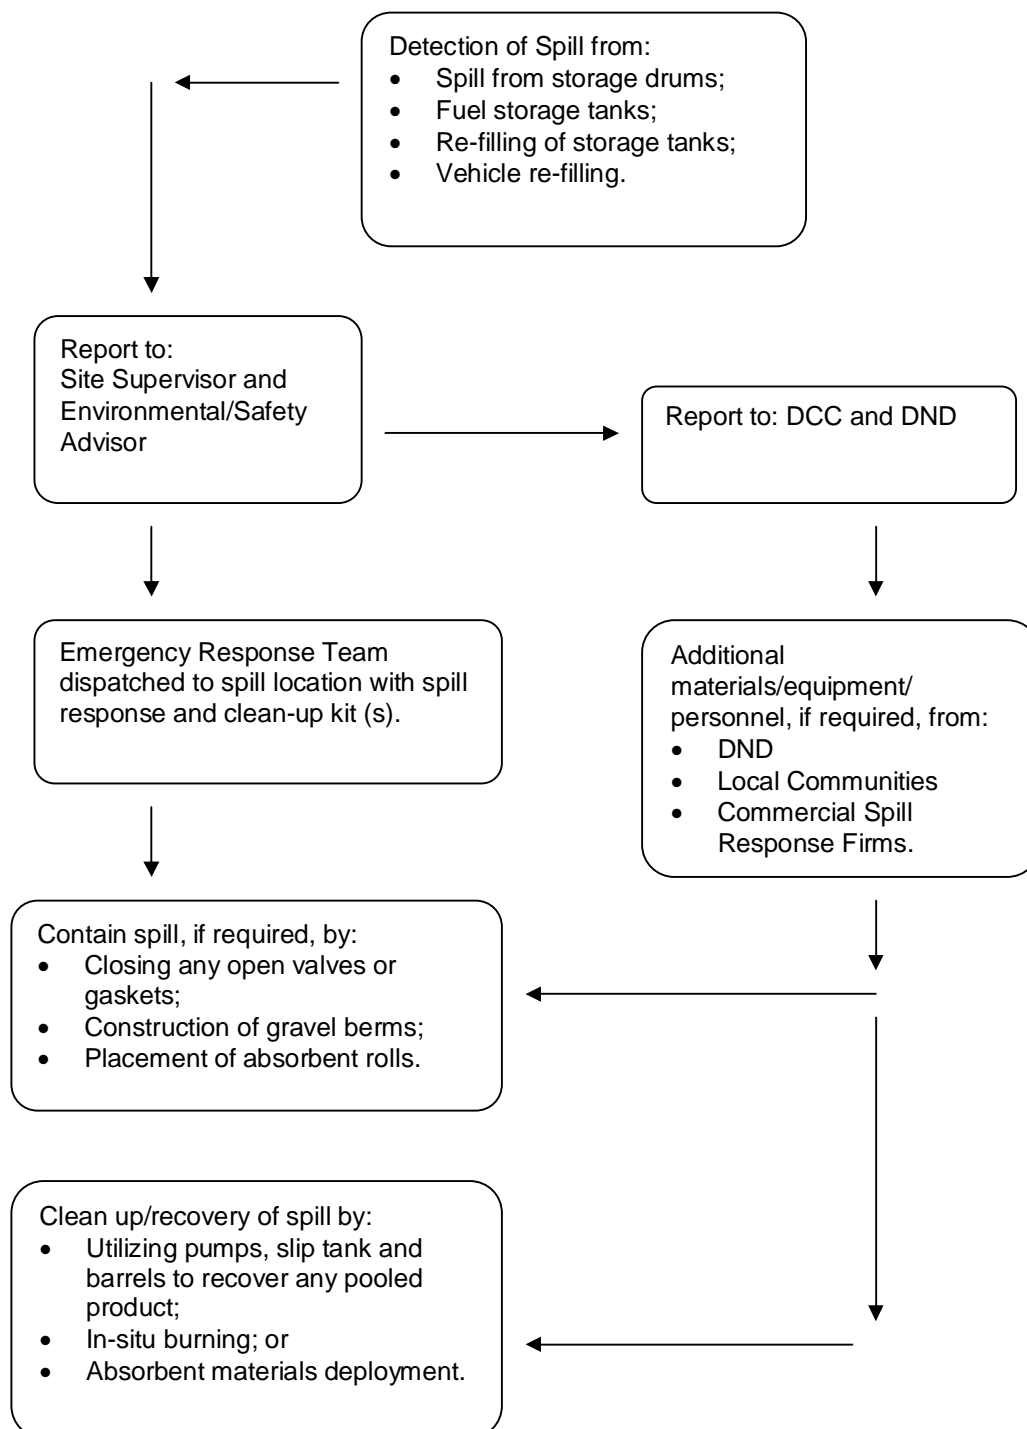 Detection of Spill from:
• Spill from storage drums;
• Fuel storage tanks;
• Re-filling of storage tanks;
• Vehicle re-filling.
Report to:
Site Supervisor and
Environmental/Safety
Advisor
Report to: DCC and DND
Emergency Response Team
dispatched to spill location with spill
response and clean-up kit (s).
Additional
materials/equipment/
personnel, if required, from:
• DND
• Local Communities
• Commercial Spill
Response Firms.
Contain spill, if required, by:
• Closing any open valves or
gaskets;
• Construction of gravel berms;
• Placement of absorbent rolls.
Clean up/recovery of spill by:
• Utilizing pumps, slip tank and
barrels to recover any pooled
product;
• In-situ burning; or
• Absorbent materials deployment.